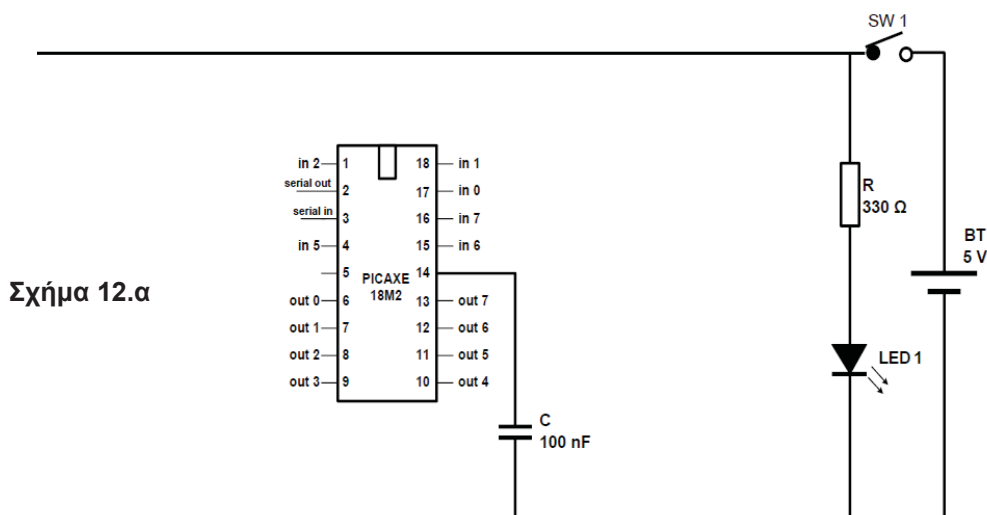 SW 1
in 2 1 18 in 1
serial out 2 17 in 0
serial in 3 16 in 7
in 5 4 15 in 6
5 PICAXE 18M2 14
out 0 6 13 out 7
out 1 7 12 out 6
out 2 8 11 out 5
out 3 9 10 out 4
Σχήμα 12.α
C
100 nF
R
330 Ω
LED 1
BT
5 V